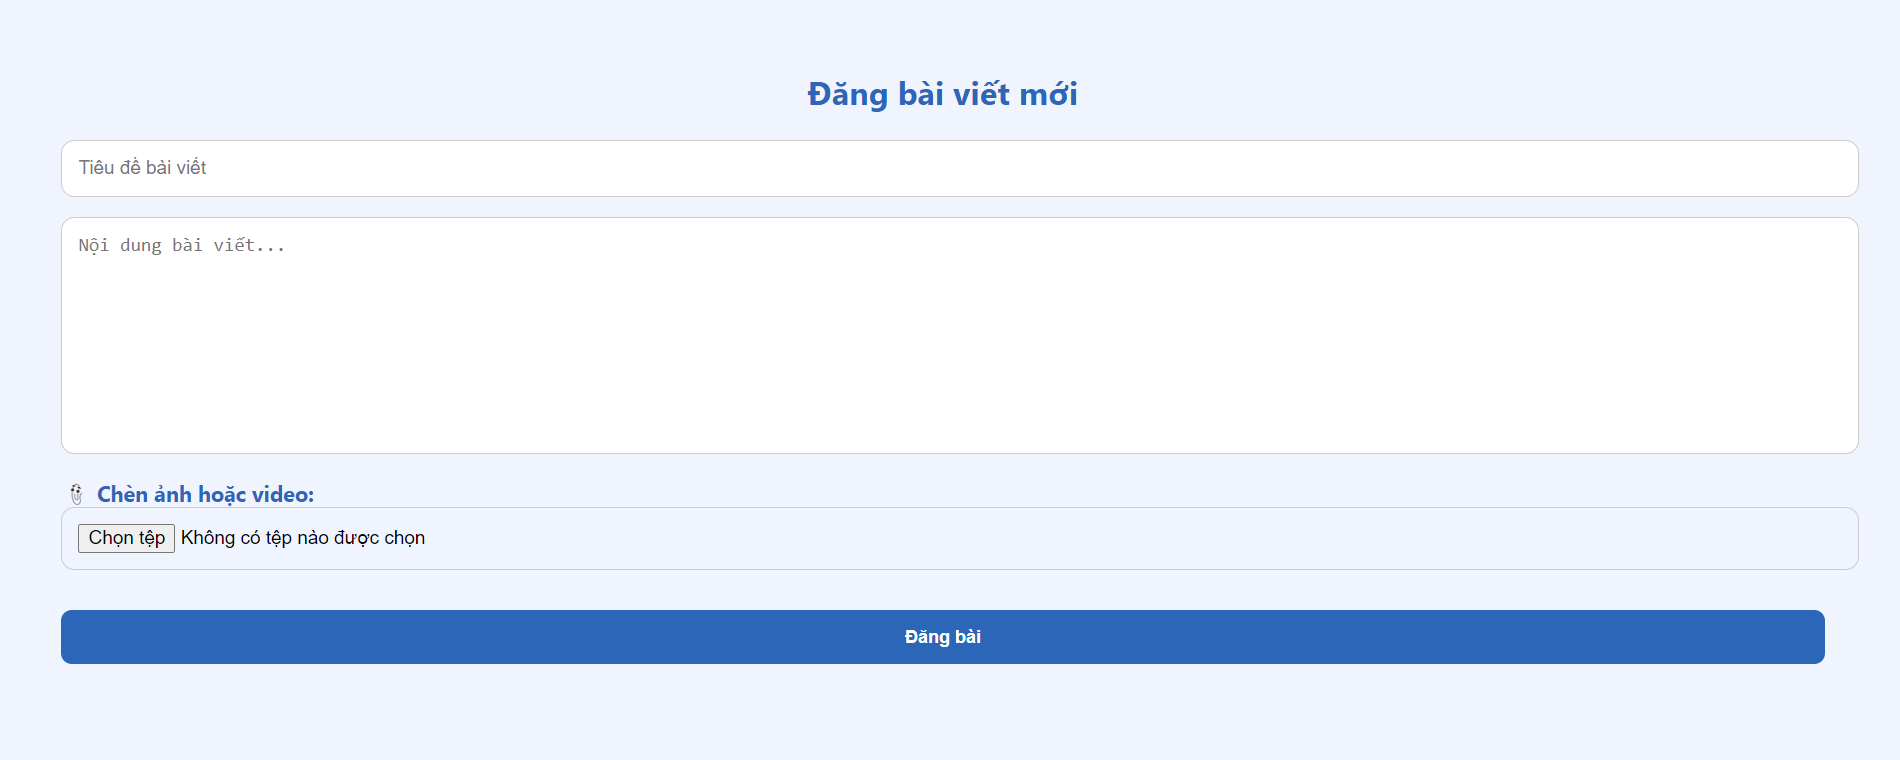 Đăng bài viết mới
Tiêu đề bài viết
Nội dung bài viết...
Chèn ảnh hoặc video:
Chọn tệp Không có tệp nào được chọn
Đăng bài